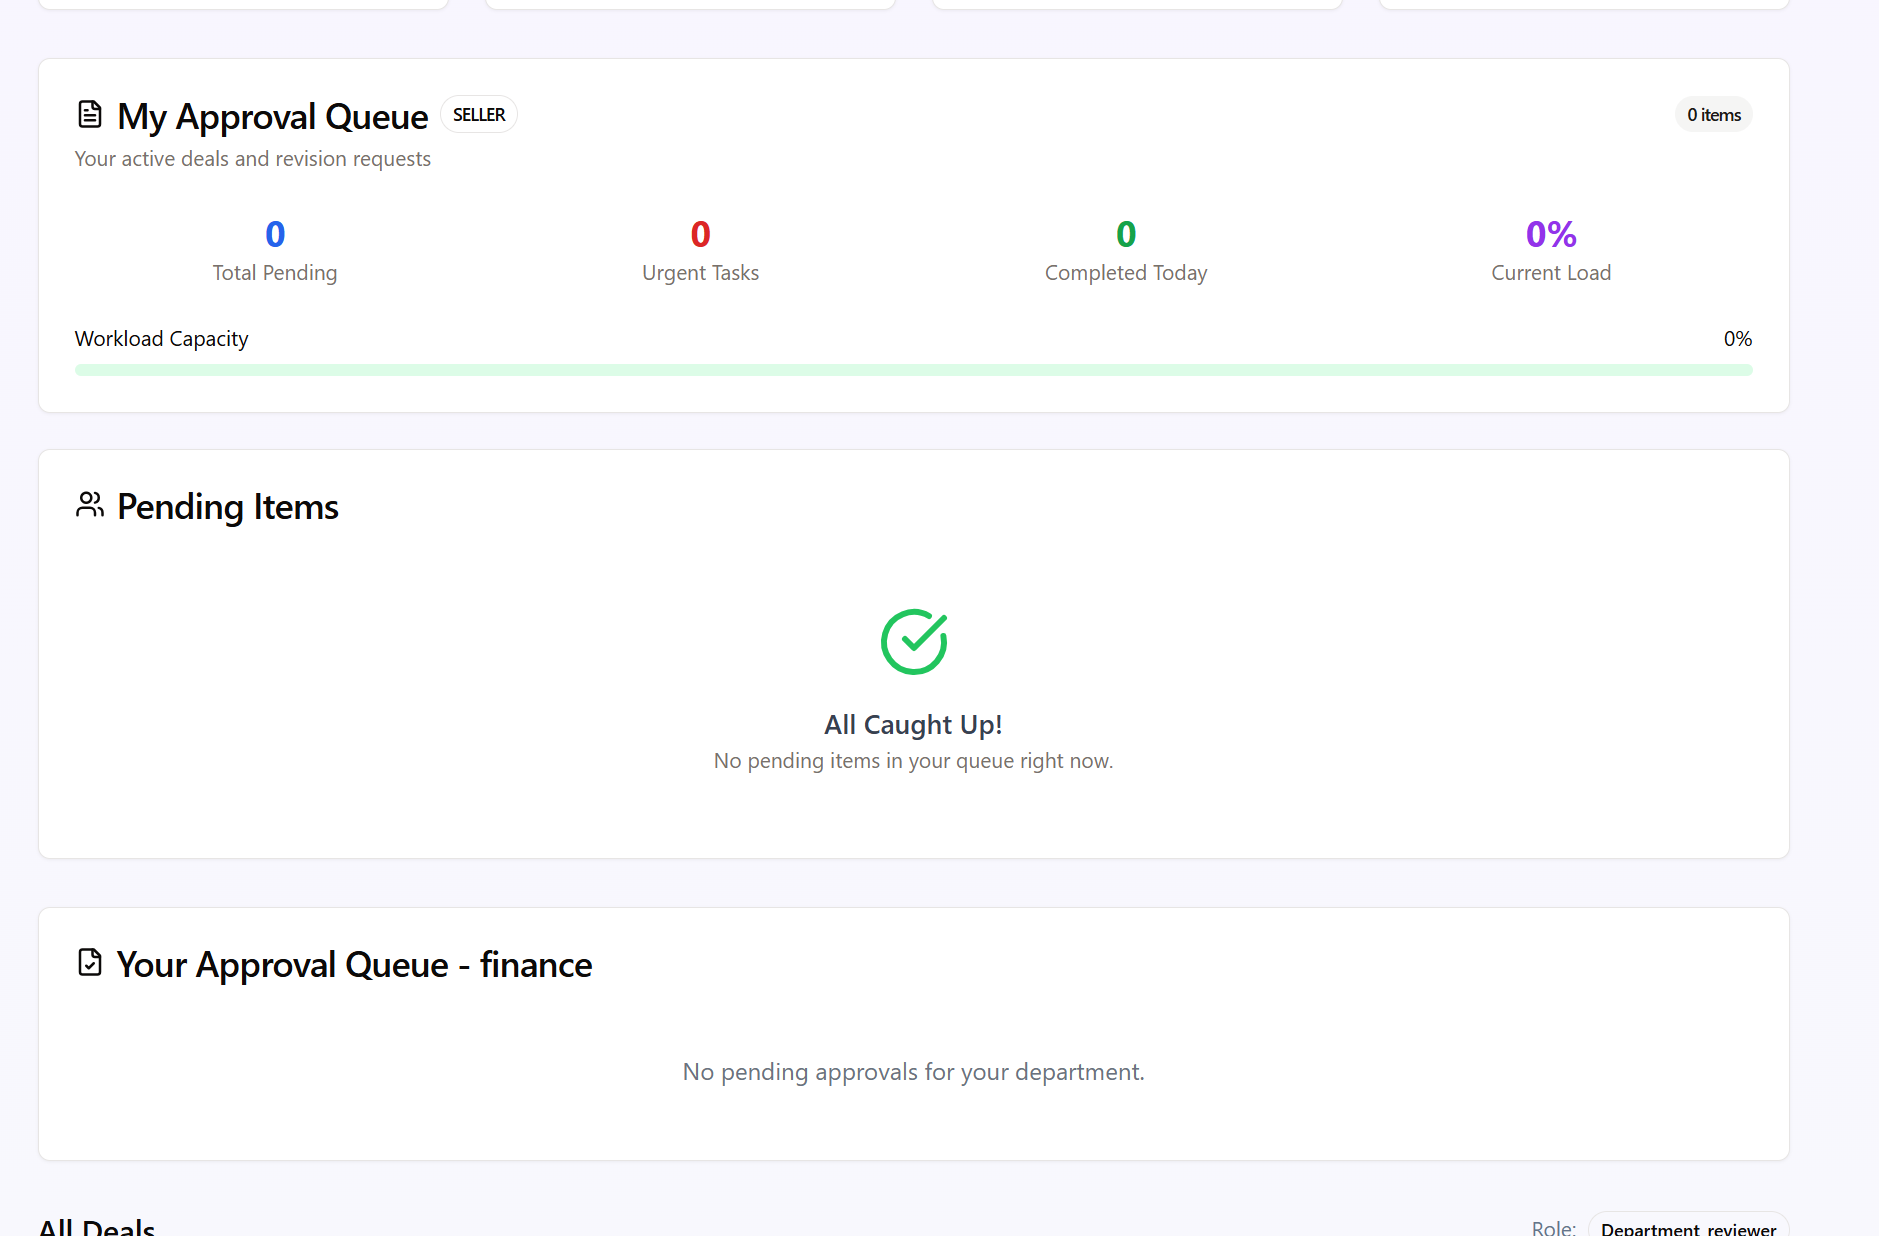 My Approval Queue SELLER 0 items
Your active deals and revision requests
0 0 0 0%
Total Pending Urgent Tasks Completed Today Current Load
Workload Capacity 0%
Pending Items
All Caught Up!
No pending items in your queue right now.
Your Approval Queue - finance
No pending approvals for your department.
All Deals Role: Department_reviewer